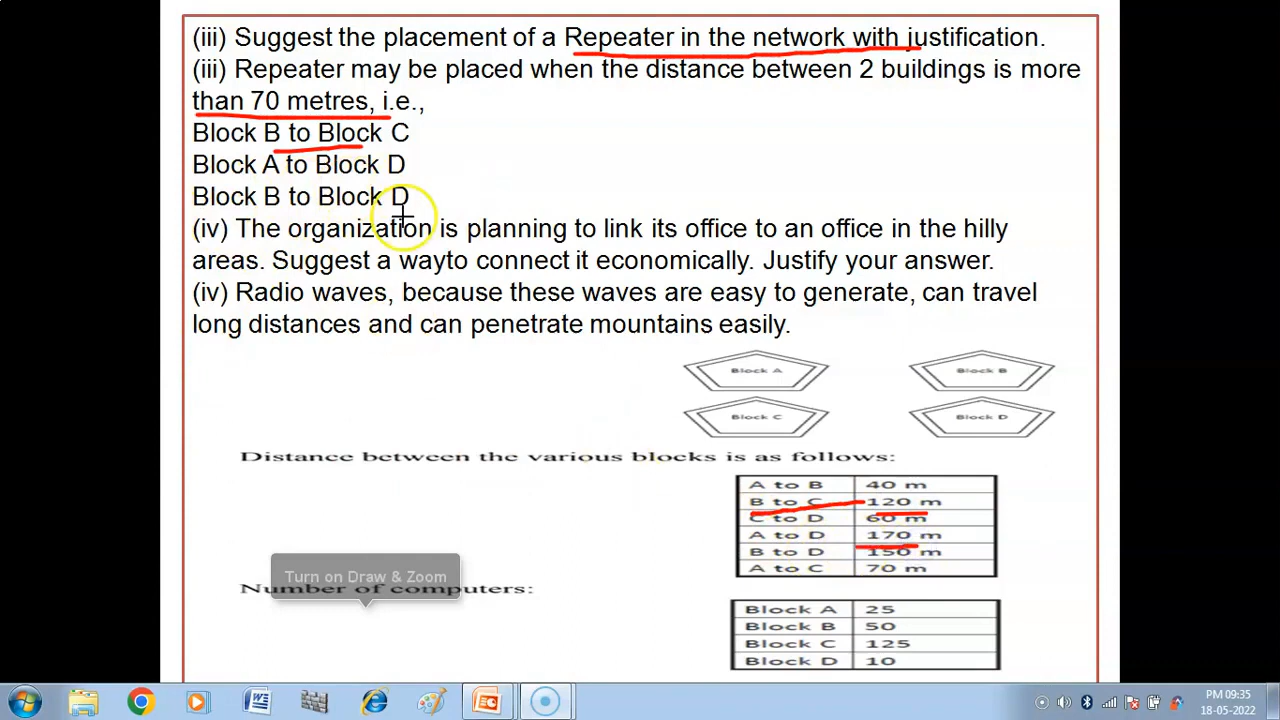 (iii) Suggest the placement of a Repeater in the network with justification.
(iii) Repeater may be placed when the distance between 2 buildings is more
than 70 metres, i.e.,
Block B to Block C
Block A to Block D
Block B to Block D
(iv) The organization is planning to link its office to an office in the hilly
areas. Suggest a wayto connect it economically. Justify your answer.
(iv) Radio waves, because these waves are easy to generate, can travel
long distances and can penetrate mountains easily.
Block A Block B
Block C Block D
Distance between the various blocks is as follows:
A to B 40 m
B to C 120 m
C to D 60 m
A to D 170 m
B to D 150 m
A to C 70 m
Turn on Draw & Zoom
Number of computers:
Block A 25
Block B 50
Block C 125
Block D 10
PM 09:35
18-05-2022